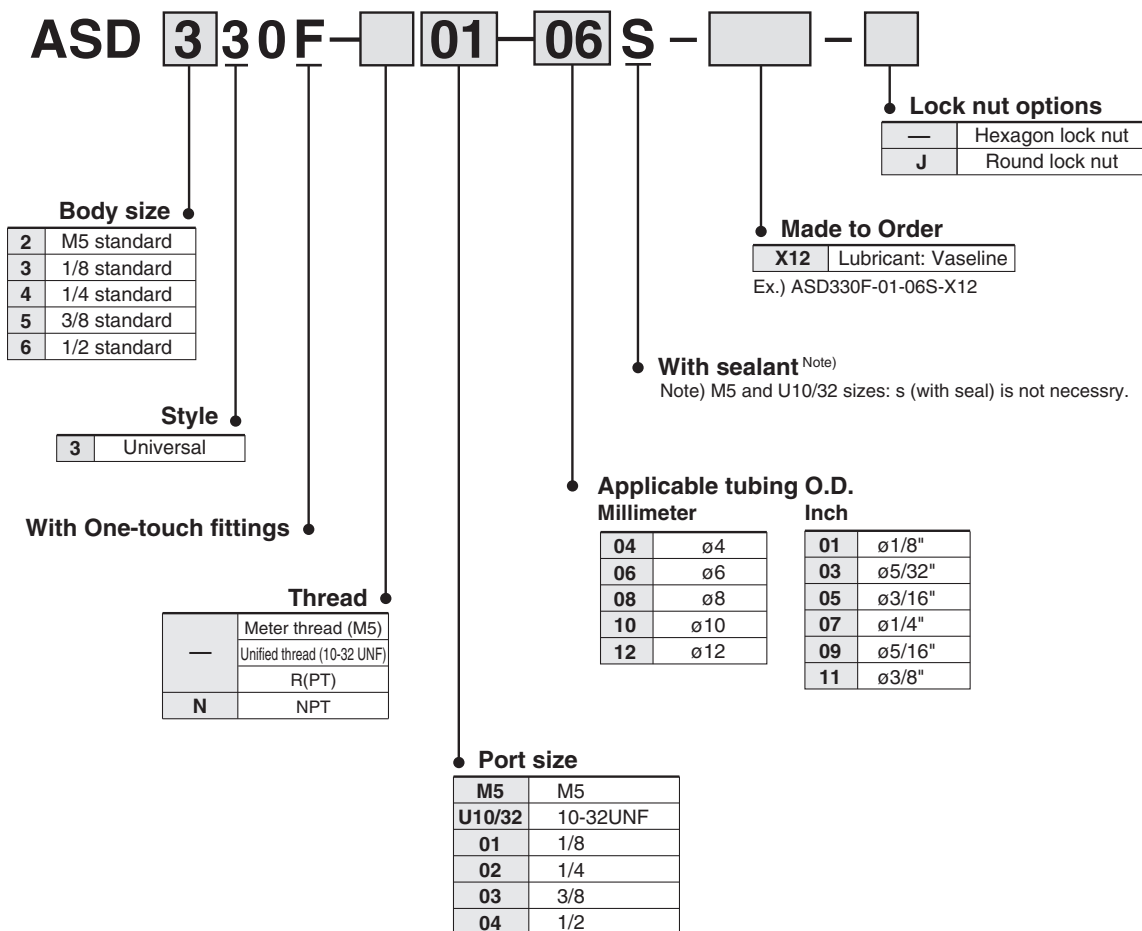 ASD 3 3 0 F — 01 — 06 S – –
Lock nut options
— Hexagon lock nut
J Round lock nut
Body size
2 M5 standard
3 1/8 standard
4 1/4 standard
5 3/8 standard
6 1/2 standard
Made to Order
X12 Lubricant: Vaseline
Ex.) ASD330F-01-06S-X12
With sealant Note)
Note) M5 and U10/32 sizes: s (with seal) is not necessry.
Style
3 Universal
With One-touch fittings
Applicable tubing O.D.
Millimeter
04 ø4
06 ø6
08 ø8
10 ø10
12 ø12
Inch
01 ø1/8"
03 ø5/32"
05 ø3/16"
07 ø1/4"
09 ø5/16"
11 ø3/8"
Thread
— Meter thread (M5)
Unified thread (10-32 UNF)
R(PT)
N NPT
Port size
M5 M5
U10/32 10-32UNF
01 1/8
02 1/4
03 3/8
04 1/2